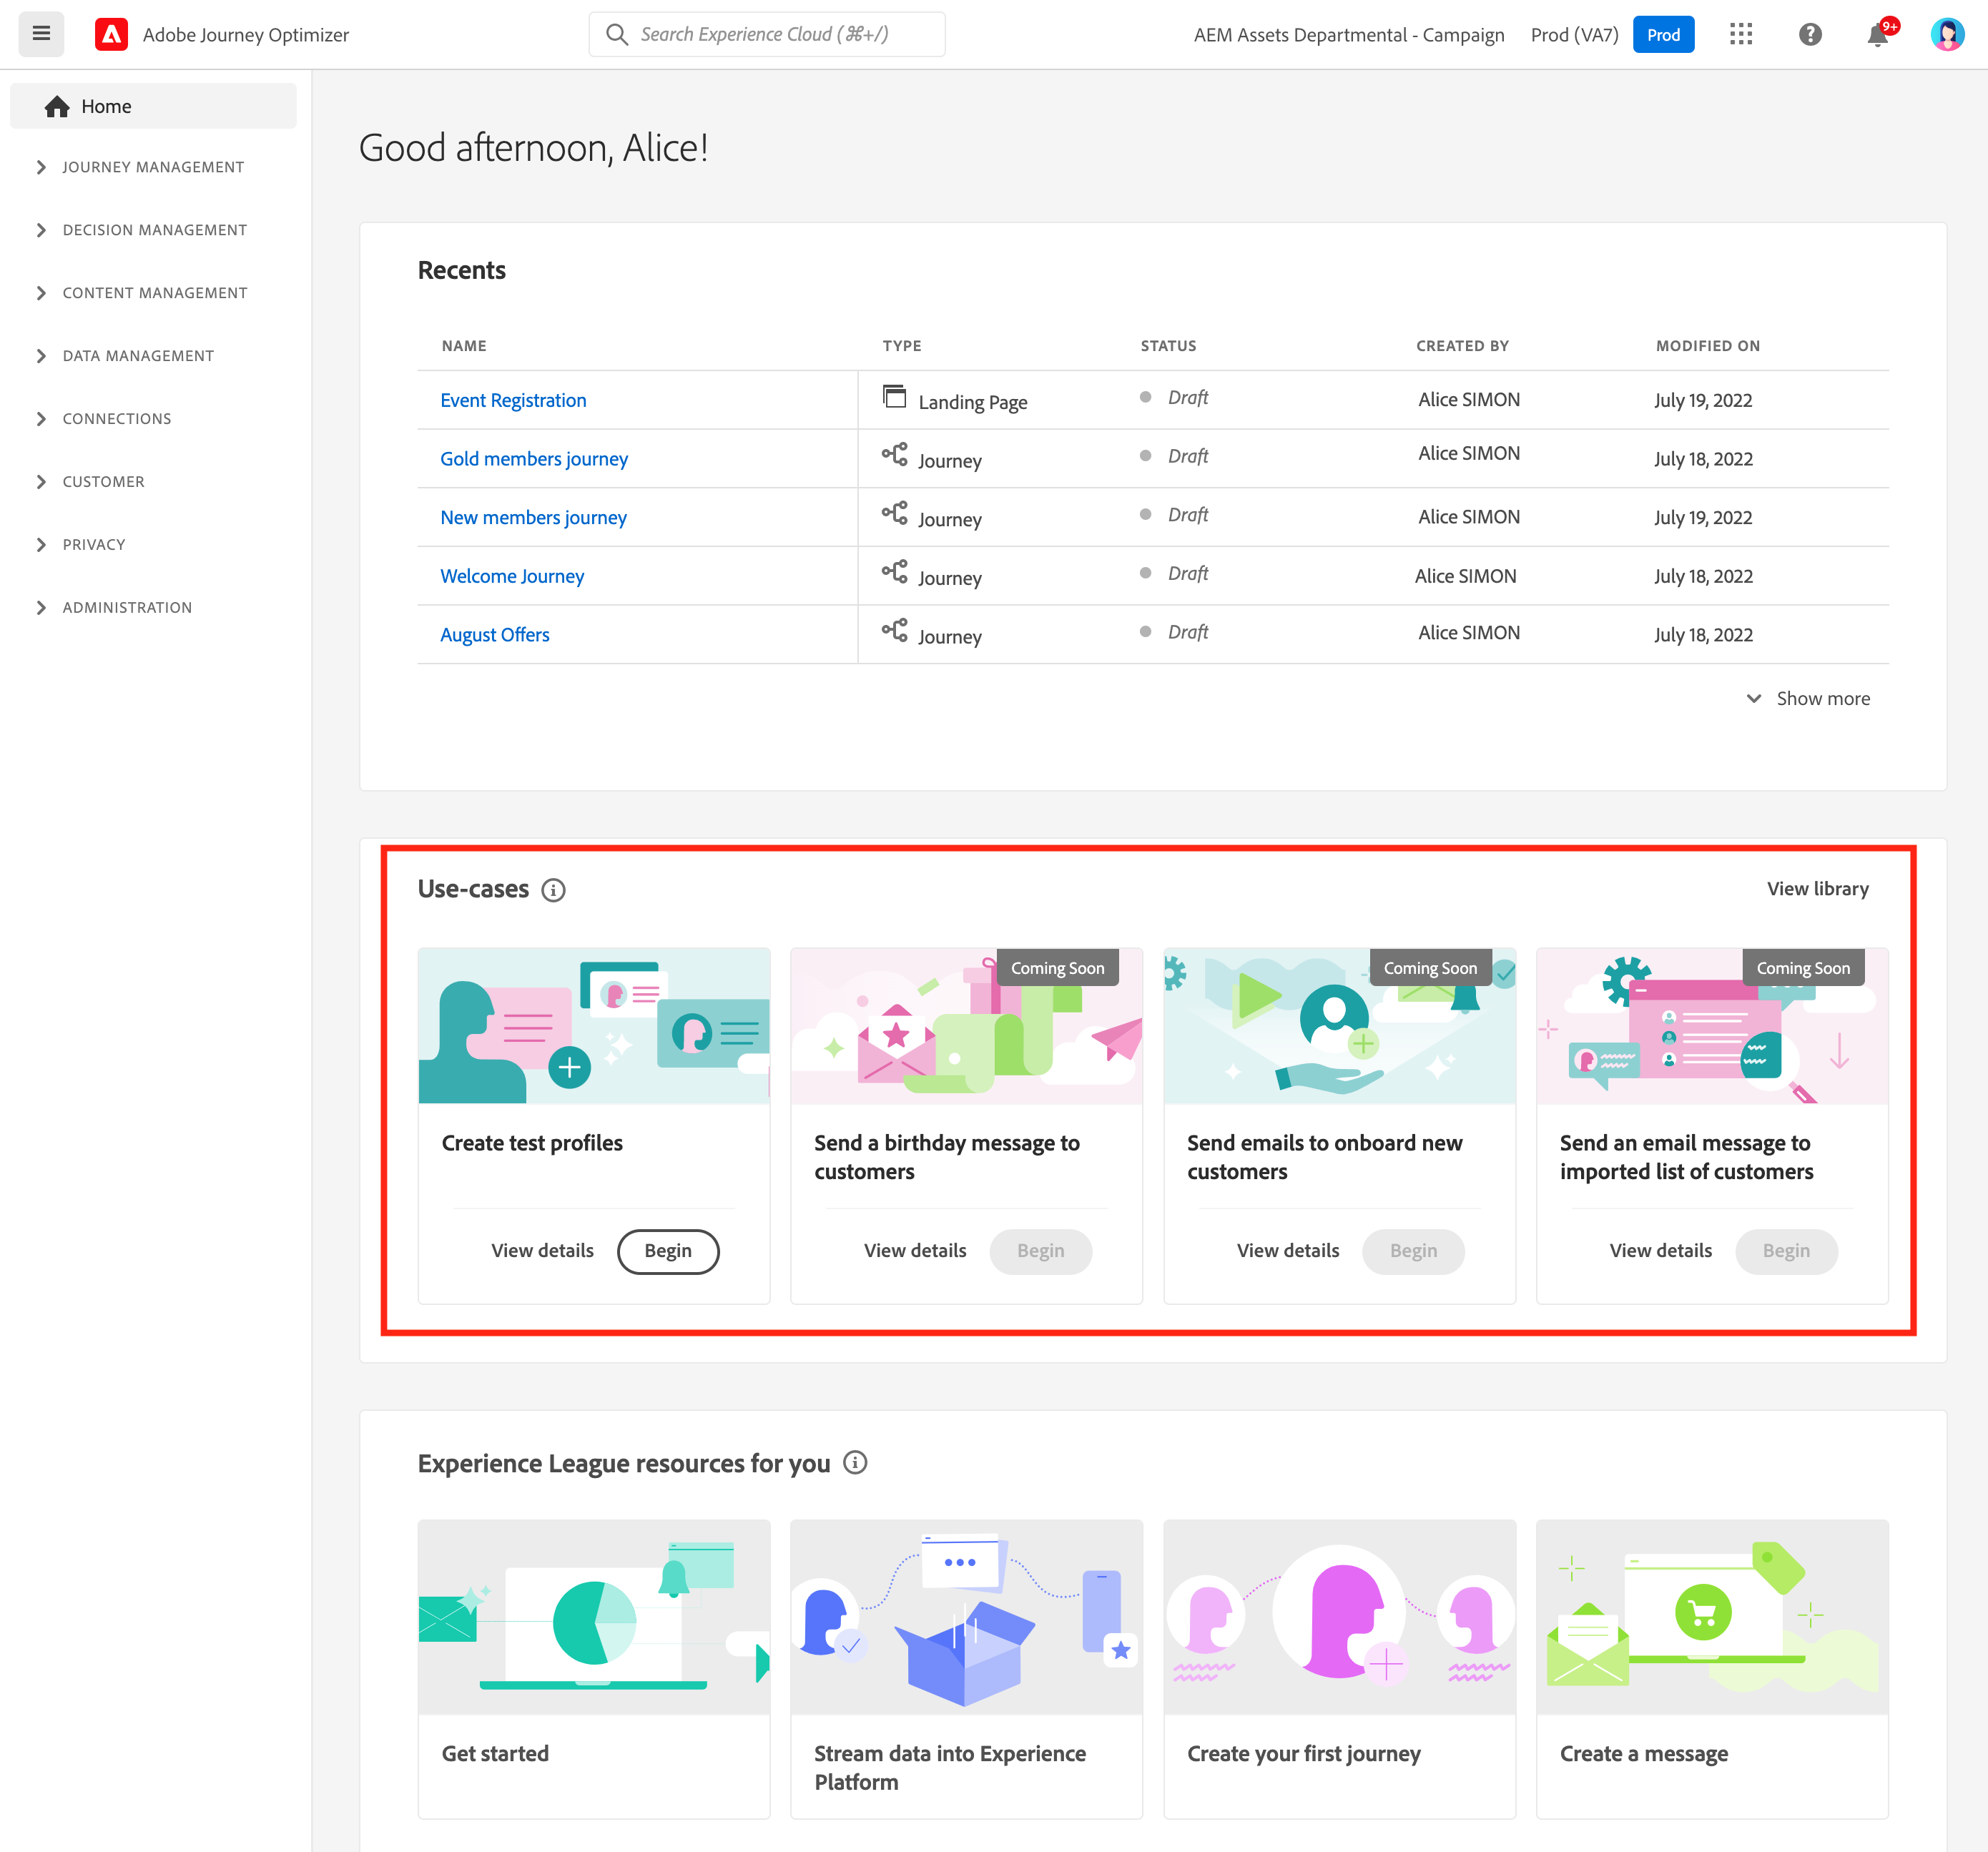 Adobe Journey Optimizer
Search Experience Cloud (⌘+/)
AEM Assets Departmental - Campaign
Prod (VA7)
Prod
9+
Home
JOURNEY MANAGEMENT
DECISION MANAGEMENT
CONTENT MANAGEMENT
DATA MANAGEMENT
CONNECTIONS
CUSTOMER
PRIVACY
ADMINISTRATION
Good afternoon, Alice!
Recents
NAME TYPE STATUS CREATED BY MODIFIED ON
Event Registration Landing Page Draft Alice SIMON July 19, 2022
Gold members journey Journey Draft Alice SIMON July 18, 2022
New members journey Journey Draft Alice SIMON July 19, 2022
Welcome Journey Journey Draft Alice SIMON July 18, 2022
August Offers Journey Draft Alice SIMON July 18, 2022
Show more
Use-cases
View library
Create test profiles
View details Begin
Coming Soon
Send a birthday message to
customers
View details Begin
Coming Soon
Send emails to onboard new
customers
View details Begin
Coming Soon
Send an email message to
imported list of customers
View details Begin
Experience League resources for you
Get started
Stream data into Experience
Platform
Create your first journey
Create a message